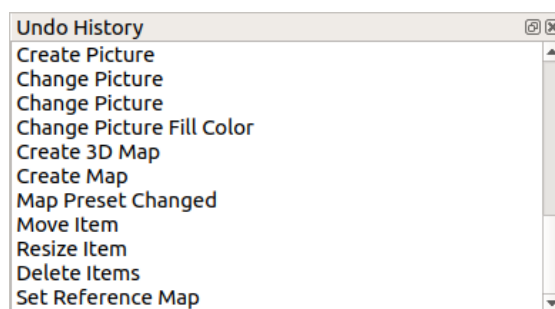 Undo History
Create Picture
Change Picture
Change Picture
Change Picture Fill Color
Create 3D Map
Create Map
Map Preset Changed
Move Item
Resize Item
Delete Items
Set Reference Map